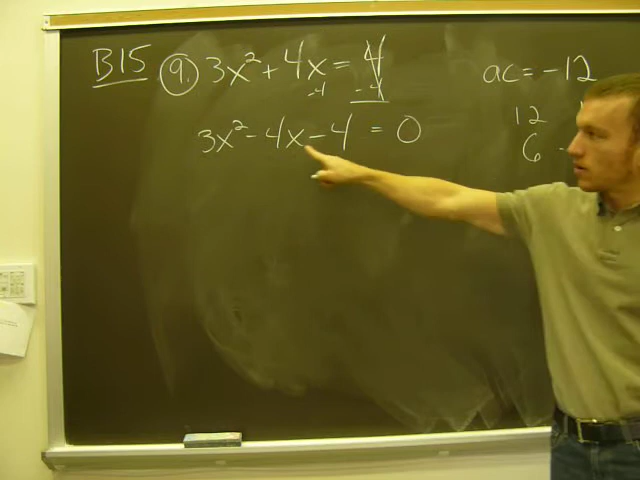 B15 9. 3x² + 4x = 4
-4 -4
3x² - 4x - 4 = 0
ac = -12
12
6 -